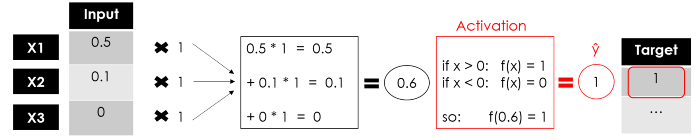 Input
Activation
ŷ
Target
X1
0.5
✖ 1
0.5 * 1 = 0.5
if x > 0: f(x) = 1
X2
0.1
✖ 1
+ 0.1 * 1 = 0.1
=
0.6
if x < 0: f(x) = 0
=
1
1
X3
0
✖ 1
+ 0 * 1 = 0
so: f(0.6) = 1
...